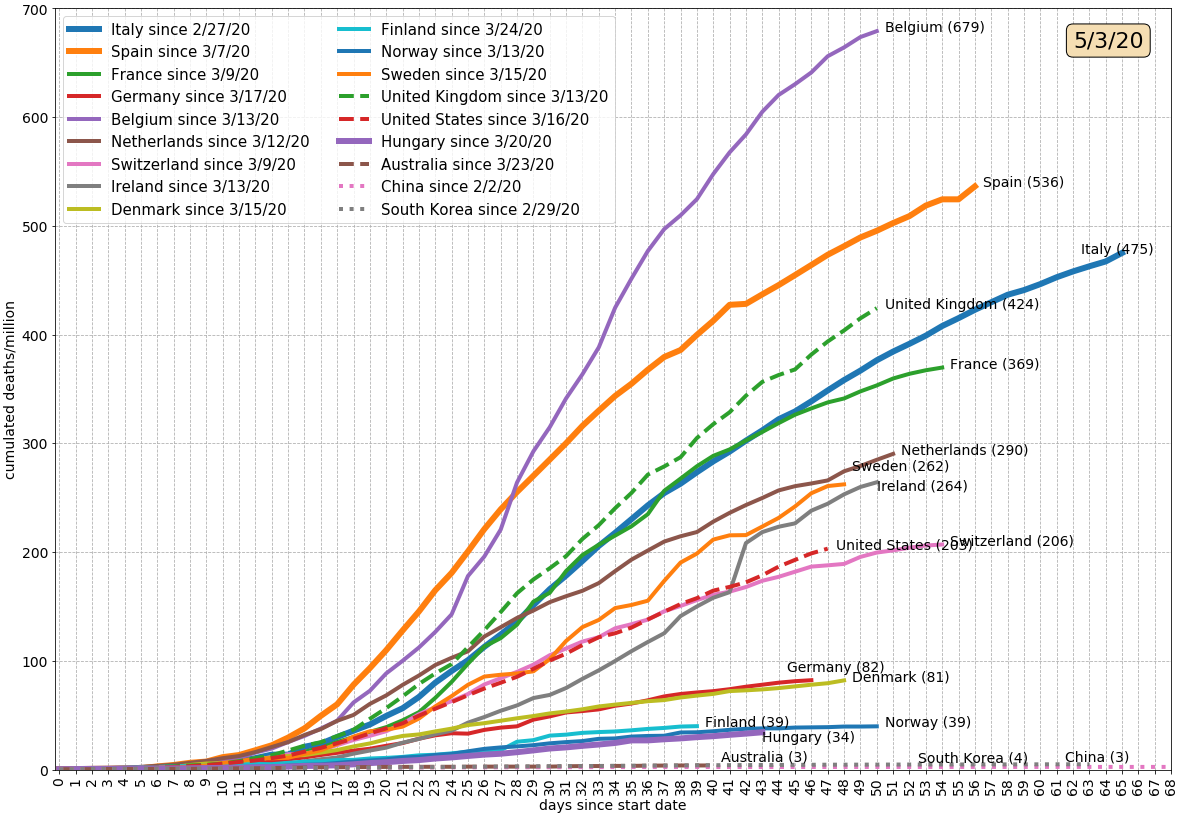 700
600
500
400
300
200
100
0
cumulated deaths/million
Italy since 2/27/20
Spain since 3/7/20
France since 3/9/20
Germany since 3/17/20
Belgium since 3/13/20
Netherlands since 3/12/20
Switzerland since 3/9/20
Ireland since 3/13/20
Denmark since 3/15/20
Finland since 3/24/20
Norway since 3/13/20
Sweden since 3/15/20
United Kingdom since 3/13/20
United States since 3/16/20
Hungary since 3/20/20
Australia since 3/23/20
China since 2/2/20
South Korea since 2/29/20
5/3/20
Belgium (679)
Spain (536)
Italy (475)
United Kingdom (424)
France (369)
Netherlands (290)
Sweden (262)
Ireland (264)
United States (203)
Switzerland (206)
Germany (82)
Denmark (81)
Finland (39)
Norway (39)
Hungary (34)
Australia (3)
South Korea (4)
China (3)
0 1 2 3 4 5 6 7 8 9 10 11 12 13 14 15 16 17 18 19 20 21 22 23 24 25 26 27 28 29 30 31 32 33 34 35 36 37 38 39 40 41 42 43 44 45 46 47 48 49 50 51 52 53 54 55 56 57 58 59 60 61 62 63 64 65 66 67 68
days since start date